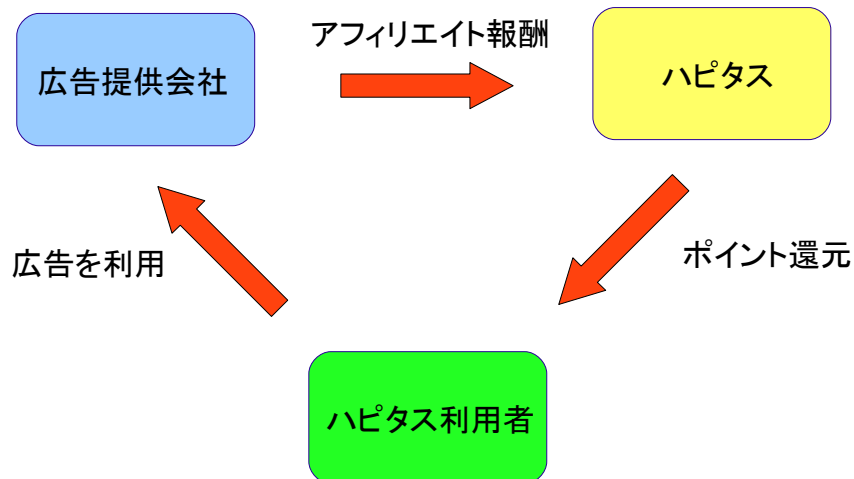 アフィリエイト報酬
広告提供会社
ハピタス
広告を利用
ポイント還元
ハピタス利用者